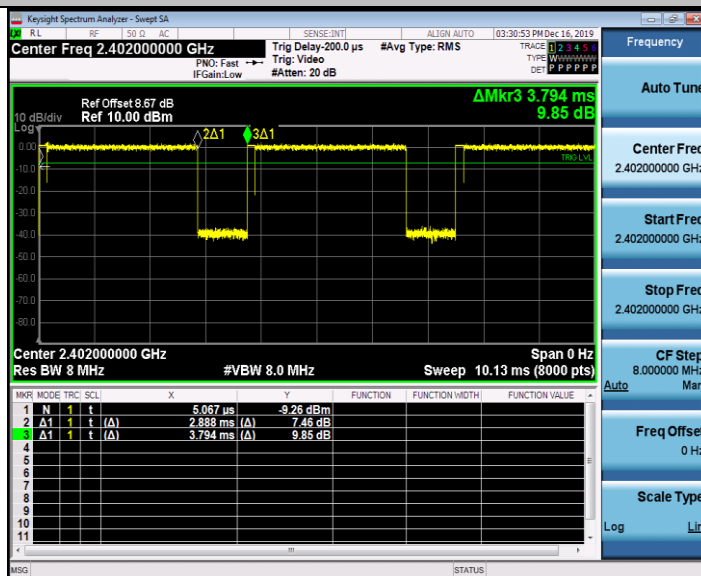 Keysight Spectrum Analyzer - Swept SA
RL RF 50 Ω AC SENSE:INT ALIGN AUTO 03:30:53 PM Dec 16, 2019
Center Freq 2.402000000 GHz
PNO: Fast
IFGain:Low
Trig Delay-200.0 µs
Trig: Video
#Atten: 20 dB
#Avg Type: RMS
TRACE 1 2 3 4 5 6
TYPE WWWWWW
DET P P P P P P
Frequency
Auto Tune
Center Freq
2.402000000 GHz
Start Freq
2.402000000 GHz
Stop Freq
2.402000000 GHz
CF Step
8.000000 MHz
Auto Man
Freq Offset
0 Hz
Scale Type
Log Lin
ΔMkr3 3.794 ms
9.85 dB
Ref Offset 8.67 dB
10 dB/div Ref 10.00 dBm
Log
2Δ1 3Δ1
0.00
TRIG LVL
-10.0
-20.0
-30.0
-40.0
-50.0
-60.0
-70.0
-80.0
Center 2.402000000 GHz Span 0 Hz
Res BW 8 MHz #VBW 8.0 MHz Sweep 10.13 ms (8000 pts)
MKR MODE TRC SCL X Y FUNCTION FUNCTION WIDTH FUNCTION VALUE
1 N 1 t 5.067 µs -9.26 dBm
2 Δ1 1 t (Δ) 2.888 ms (Δ) 7.46 dB
3 Δ1 1 t (Δ) 3.794 ms (Δ) 9.85 dB
4
5
6
7
8
9
10
11
MSG STATUS